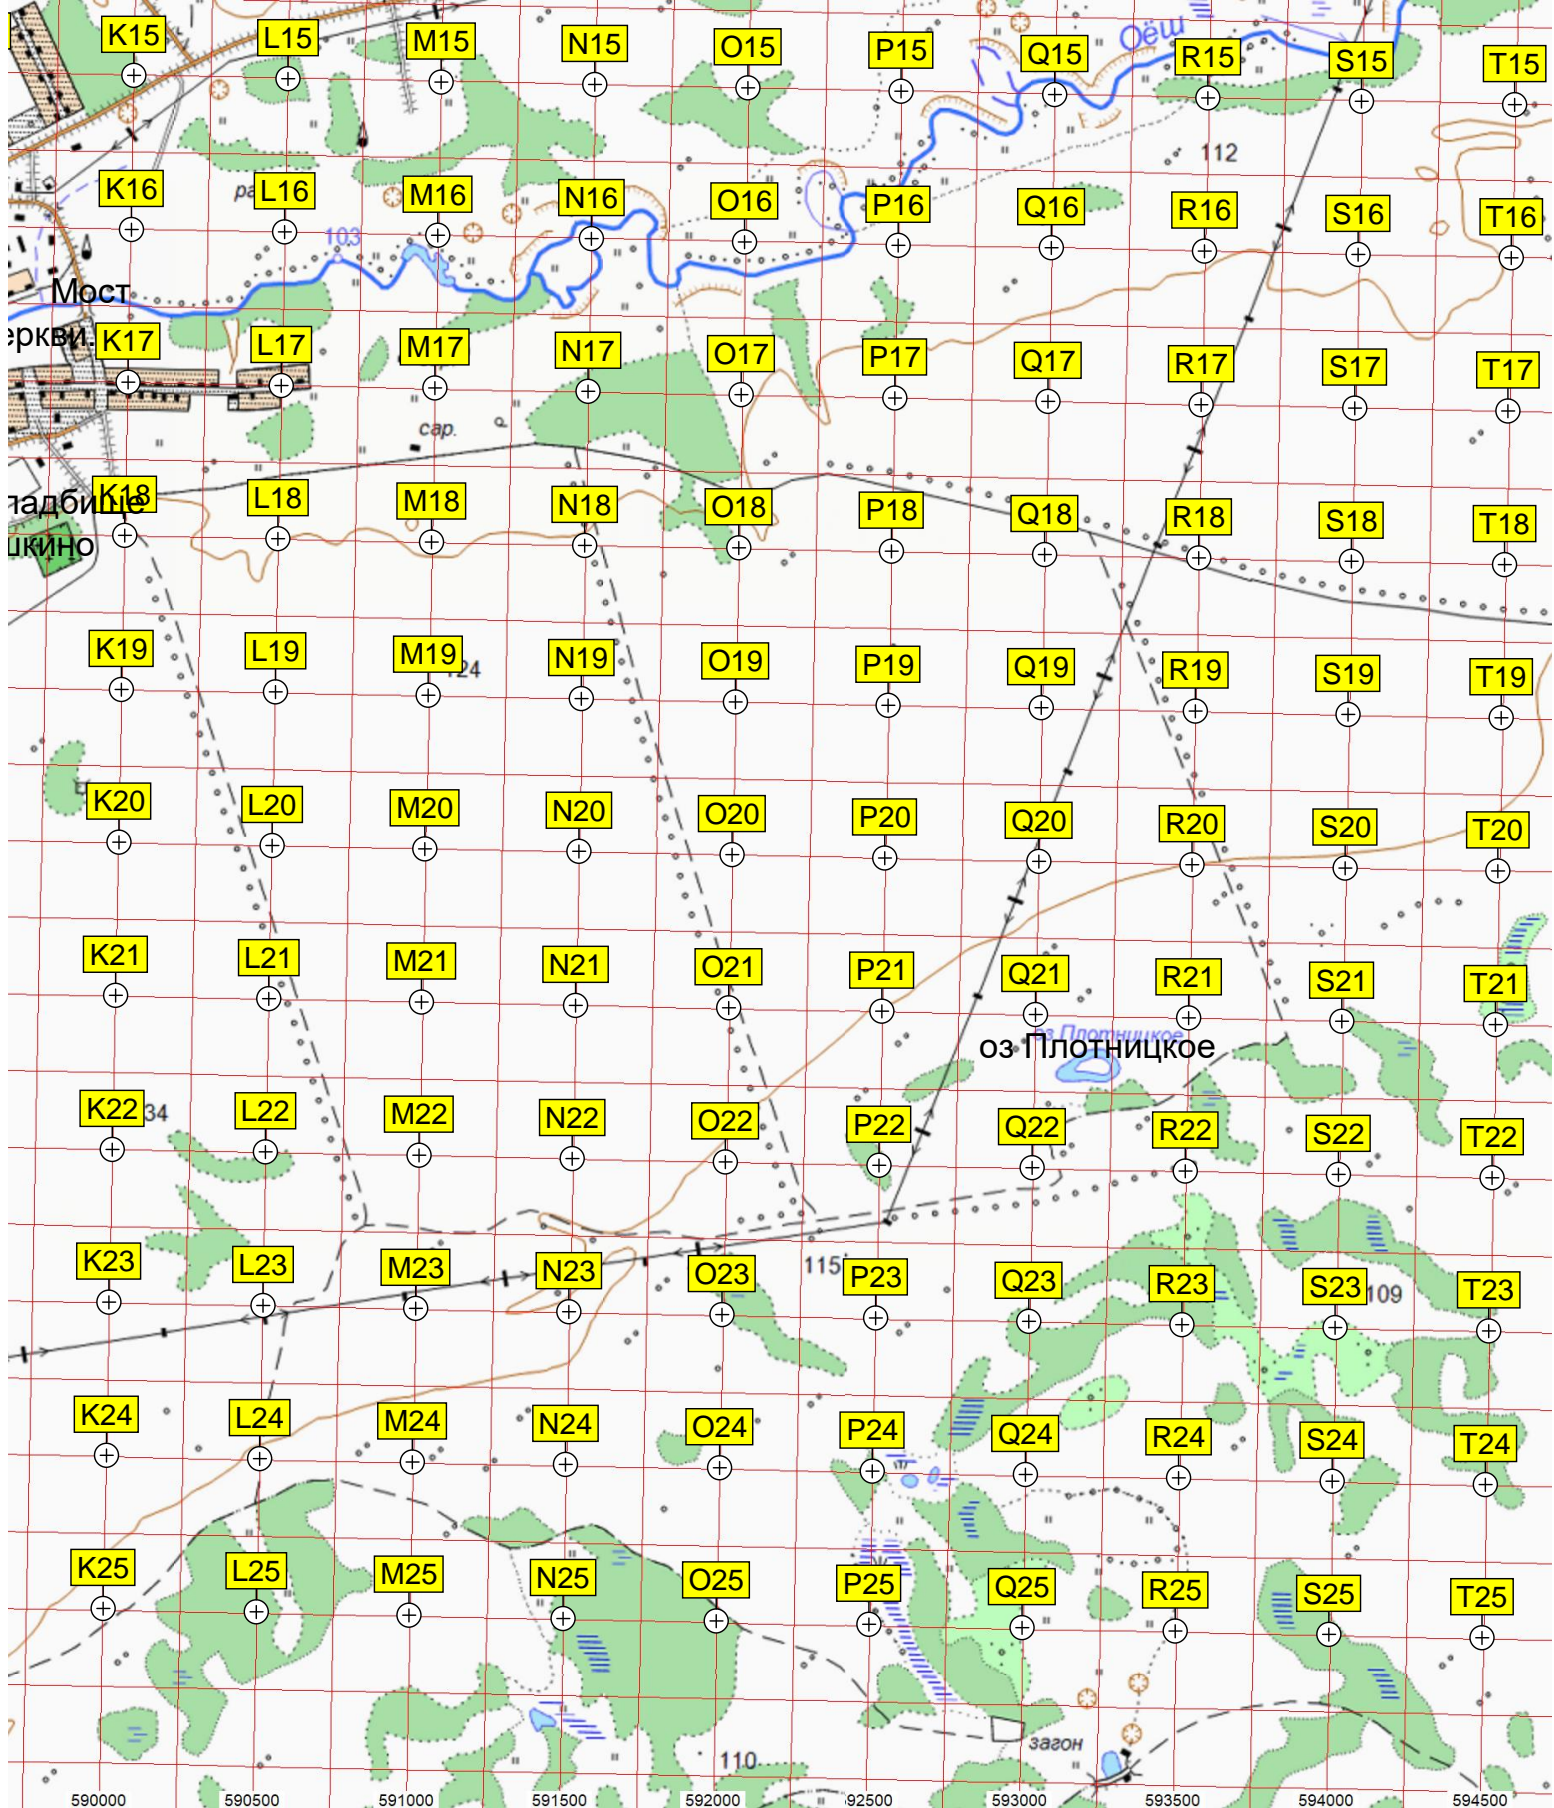 Оёш
K15 L15 M15 N15 O15 P15 Q15 R15 S15 T15
112
K16 L16 M16 N16 O16 P16 Q16 R16 S16 T16
103
Мост
еркви.
K17 L17 M17 N17 O17 P17 Q17 R17 S17 T17
сар.
K18 L18 M18 N18 O18 P18 Q18 R18 S18 T18
ладбище
шкино
K19 L19 M19 N19 O19 P19 Q19 R19 S19 T19
24
K20 L20 M20 N20 O20 P20 Q20 R20 S20 T20
K21 L21 M21 N21 O21 P21 Q21 R21 S21 T21
оз Плотницкое
оз Плотницкое
K22 L22 M22 N22 O22 P22 Q22 R22 S22 T22
34
115
K23 L23 M23 N23 O23 P23 Q23 R23 S23 T23
109
K24 L24 M24 N24 O24 P24 Q24 R24 S24 T24
K25 L25 M25 N25 O25 P25 Q25 R25 S25 T25
загон
110
590000 590500 591000 591500 592000 92500 593000 593500 594000 594500